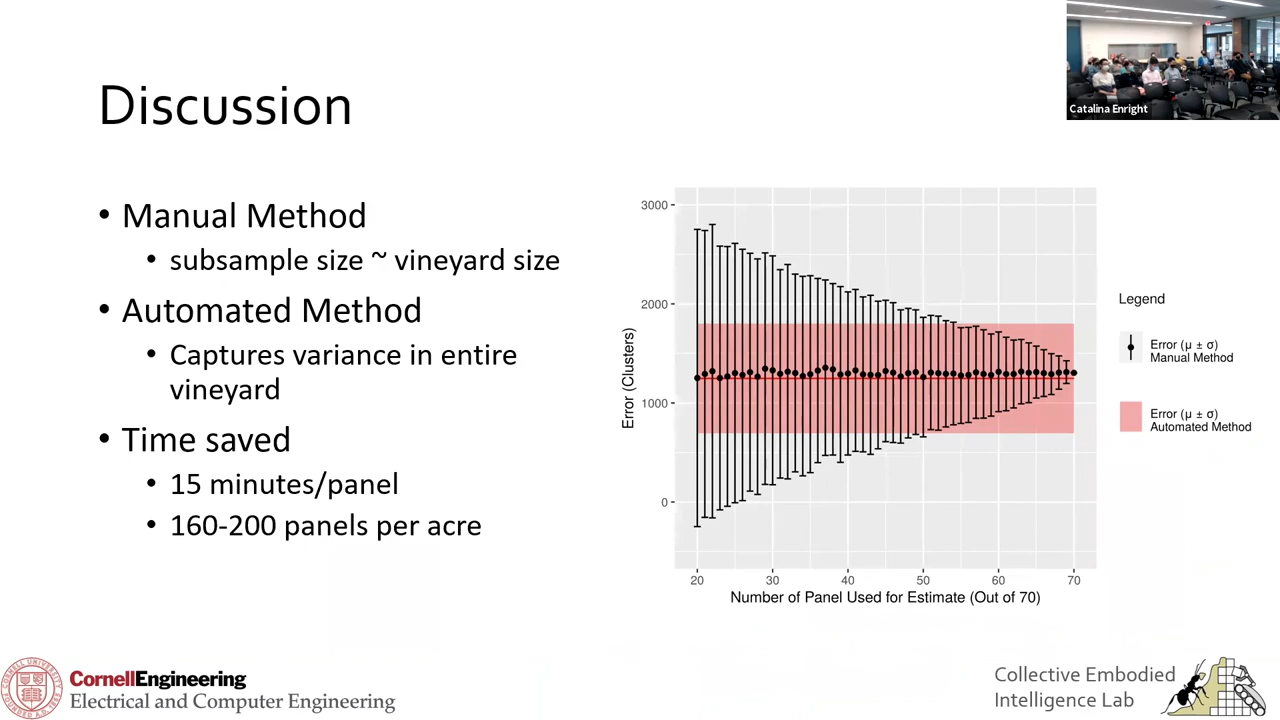 Catalina Enright
Discussion
• Manual Method
• subsample size ~ vineyard size
• Automated Method
• Captures variance in entire
vineyard
• Time saved
• 15 minutes/panel
• 160-200 panels per acre
3000
2000
1000
0
Error (Clusters)
20 30 40 50 60 70
Number of Panel Used for Estimate (Out of 70)
Legend
Error (μ ± σ)
Manual Method
Error (μ ± σ)
Automated Method
CornellEngineering
Electrical and Computer Engineering
Collective Embodied
Intelligence Lab